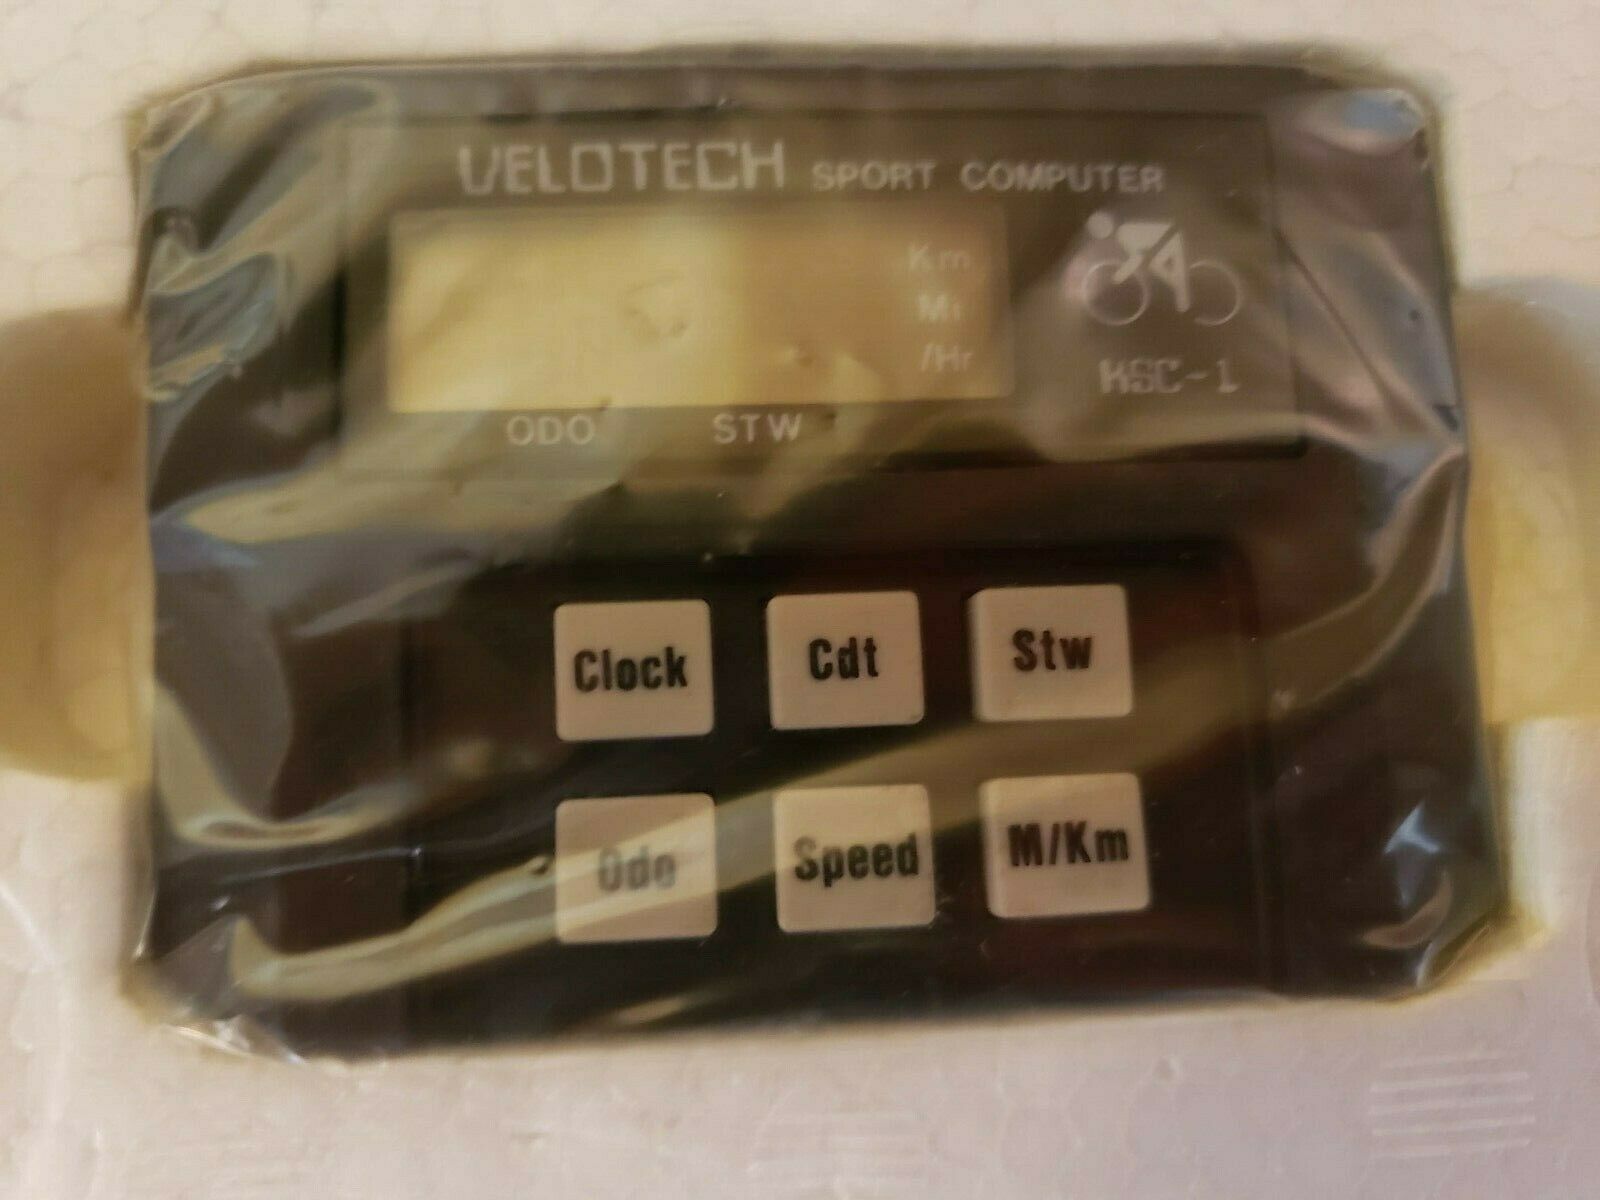 VELOTECH SPORT COMPUTER
Km
Mi
/Hr
KSC-1
ODO STW
Clock Cdt Stw
Odo Speed M/Km